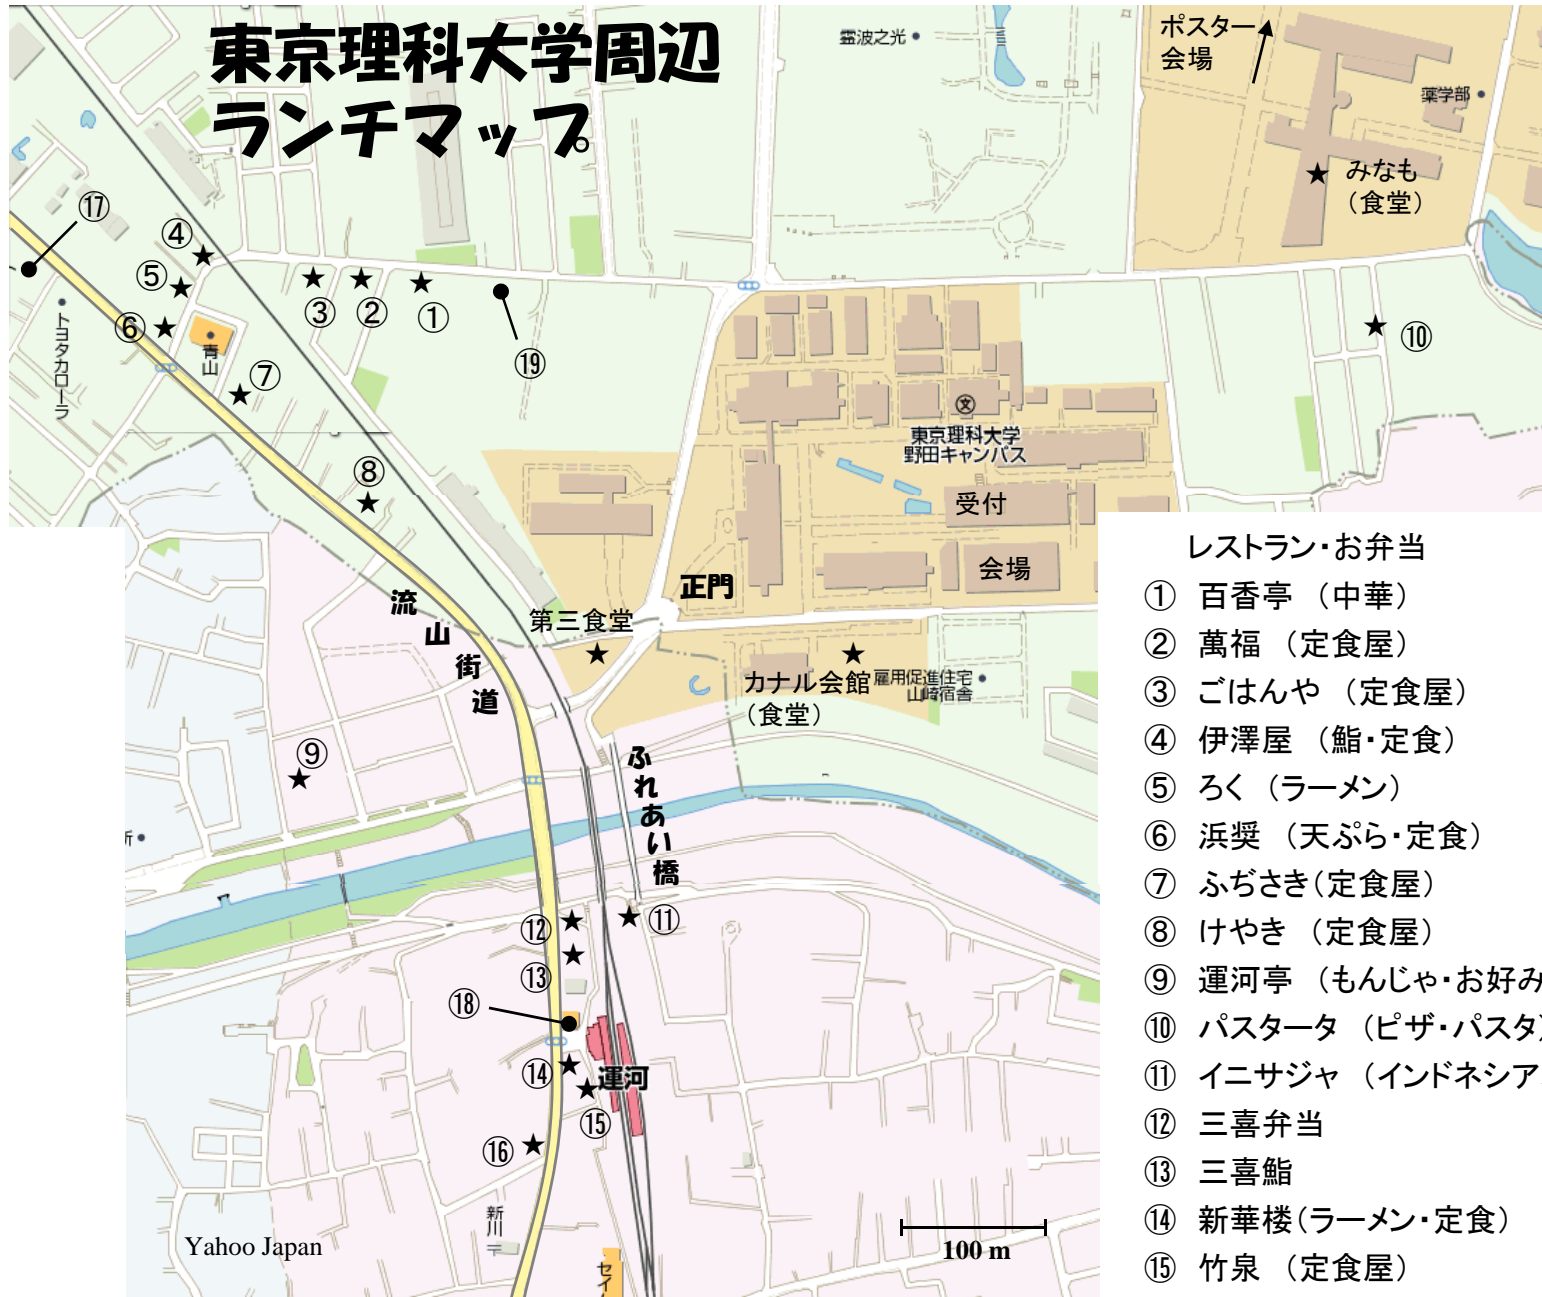 東京理科大学周辺
ランチマップ
霊波之光
ポスター
会場
薬学部
みなも
(食堂)
⑰
④
⑤
⑥
③
②
①
⑲
⑩
トヨタカローラ
青山
⑦
⑧
東京理科大学
野田キャンパス
受付
会場
正門
第三食堂
カナル会館
(食堂)
雇用促進住宅
山崎宿舎
流山街道
⑨
ふれあい橋
所
⑫
⑪
⑬
⑱
⑭
運河
⑮
⑯
新川
セイ
Yahoo Japan
100 m
レストラン・お弁当
① 百香亭 (中華)
② 萬福 (定食屋)
③ ごはんや (定食屋)
④ 伊澤屋 (鮨・定食)
⑤ ろく (ラーメン)
⑥ 浜奨 (天ぷら・定食)
⑦ ふぢさき(定食屋)
⑧ けやき (定食屋)
⑨ 運河亭 (もんじゃ・お好み
⑩ パスタータ (ピザ・パスタ)
⑪ イニサジャ (インドネシア
⑫ 三喜弁当
⑬ 三喜鮨
⑭ 新華楼(ラーメン・定食)
⑮ 竹泉 (定食屋)